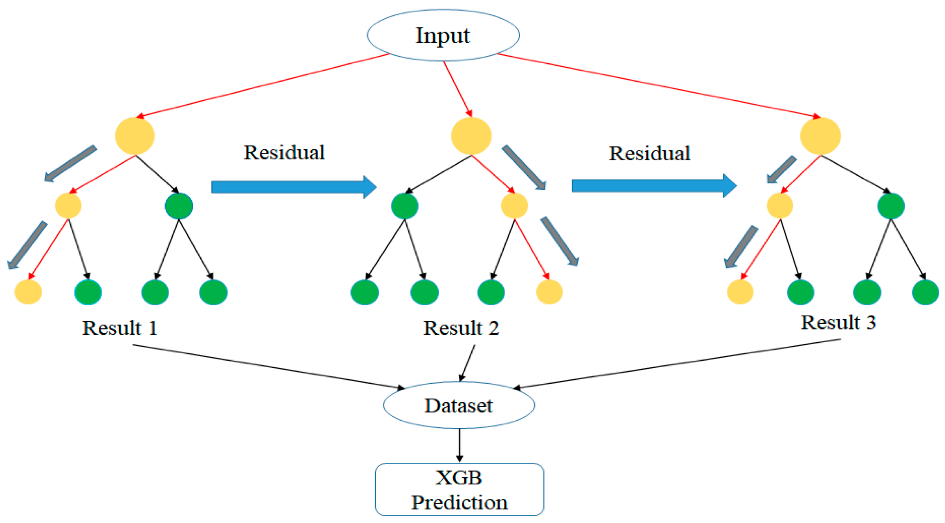 Input
Residual
Residual
Result 1
Result 2
Result 3
Dataset
XGB
Prediction